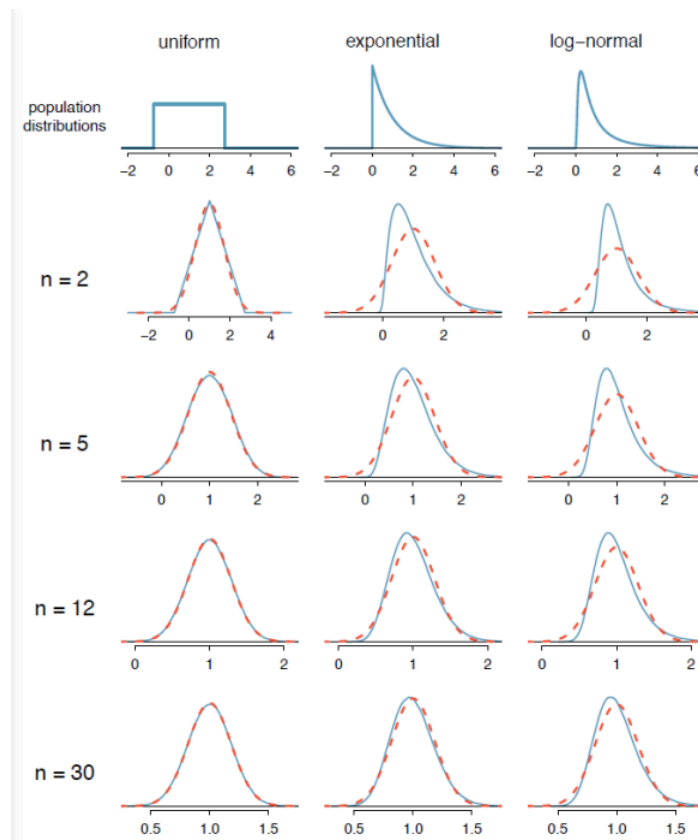 uniform exponential log-normal
population
distributions
-2 0 2 4 6 -2 0 2 4 6 -2 0 2 4 6
n = 2
-2 0 2 4 0 2 0 2
n = 5
0 1 2 0 1 2 0 1 2
n = 12
0 1 2 0 1 2 0 1 2
n = 30
0.5 1.0 1.5 0.5 1.0 1.5 0.5 1.0 1.5